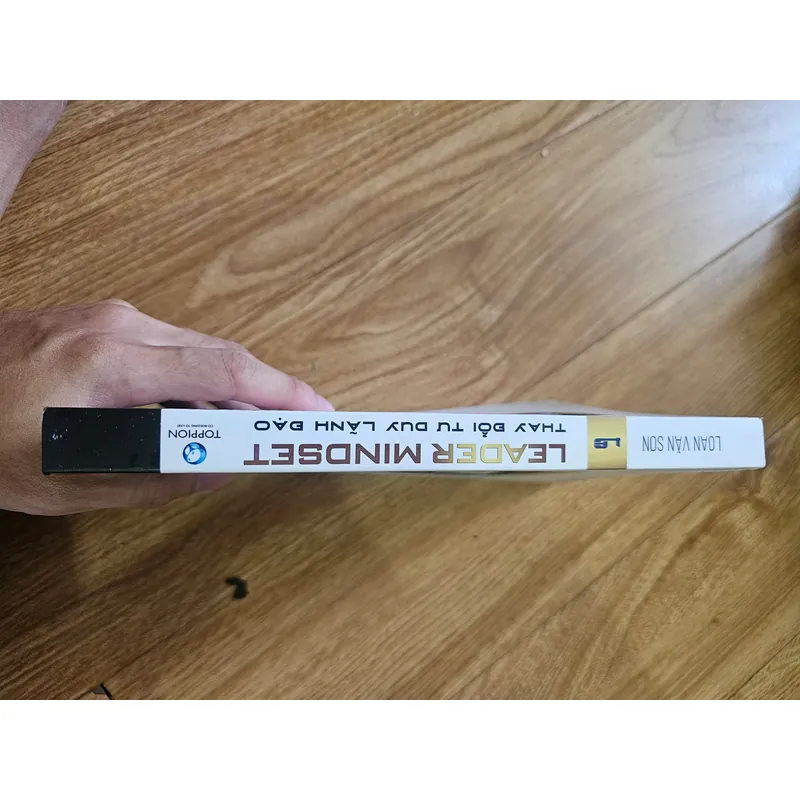 LOAN VĂN SƠN
LEADER MINDSET
THAY ĐỔI TƯ DUY LÃNH ĐẠO
TOPPION